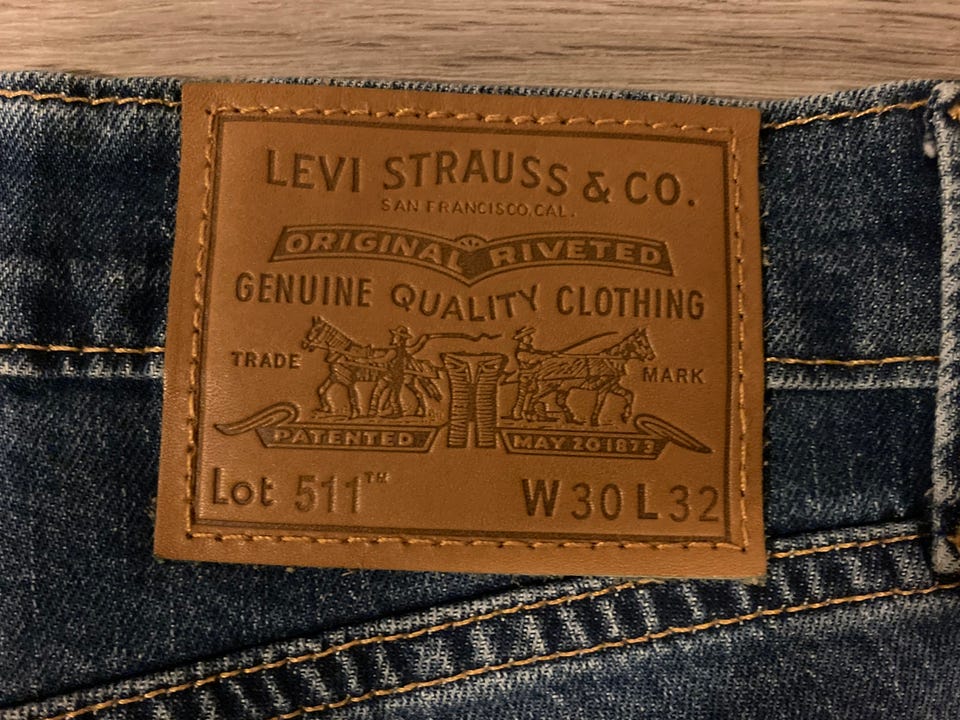 LEVI STRAUSS & CO.
SAN FRANCISCO, CAL.
ORIGINAL RIVETED
GENUINE QUALITY CLOTHING
TRADE MARK
PATENTED MAY 20 1873
Lot 511™ W30 L32